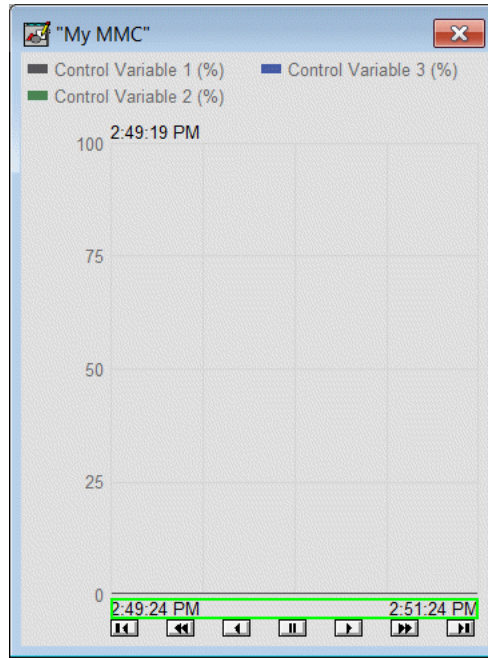 "My MMC"
Control Variable 1 (%) Control Variable 3 (%)
Control Variable 2 (%)
2:49:19 PM
100
75
50
25
0
2:49:24 PM 2:51:24 PM